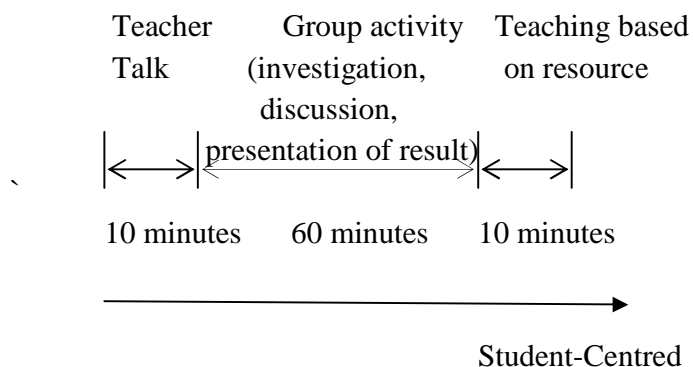 Teacher Group activity Teaching based
Talk (investigation, on resource
discussion,
presentation of result)
`
10 minutes 60 minutes 10 minutes
Student-Centred